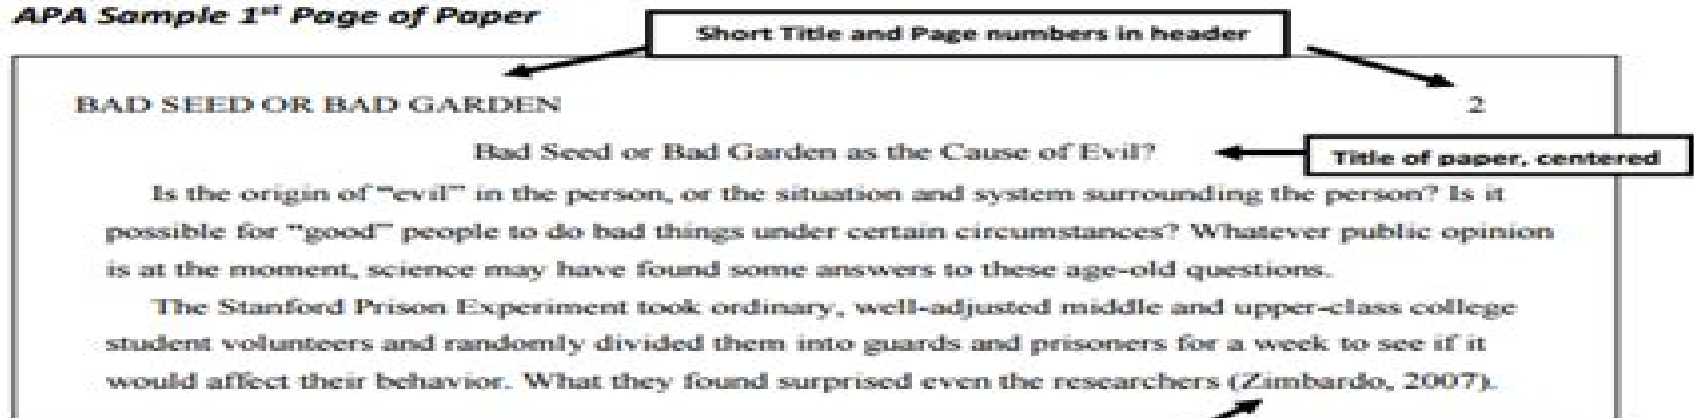 APA Sample 1st Page of Paper
Short Title and Page numbers in header
BAD SEED OR BAD GARDEN 2
Bad Seed or Bad Garden as the Cause of Evil?
Title of paper, centered
Is the origin of “evil” in the person, or the situation and system surrounding the person? Is it
possible for “good” people to do bad things under certain circumstances? Whatever public opinion
is at the moment, science may have found some answers to these age-old questions.
The Stanford Prison Experiment took ordinary, well-adjusted middle and upper-class college
student volunteers and randomly divided them into guards and prisoners for a week to see if it
would affect their behavior. What they found surprised even the researchers (Zimbardo, 2007).